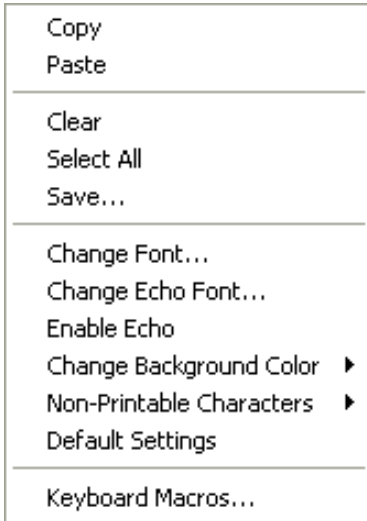 Copy
Paste
Clear
Select All
Save...
Change Font...
Change Echo Font...
Enable Echo
Change Background Color
Non-Printable Characters
Default Settings
Keyboard Macros...